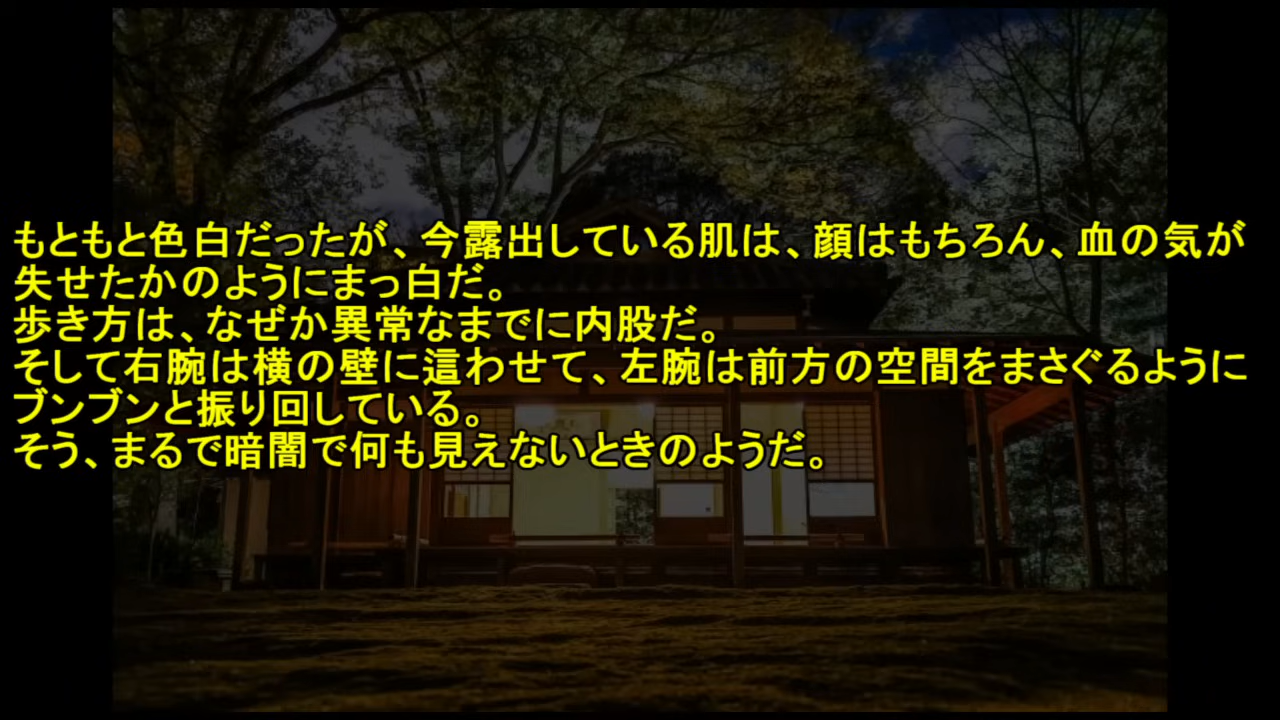 もともと色白だったが、今露出している肌は、顔はもちろん、血の気が
失せたかのようにまっ白だ。
歩き方は、なぜか異常なまでに内股だ。
そして右腕は横の壁に這わせて、左腕は前方の空間をまさぐるように
ブンブンと振り回している。
そう、まるで暗闇で何も見えないときのようだ。